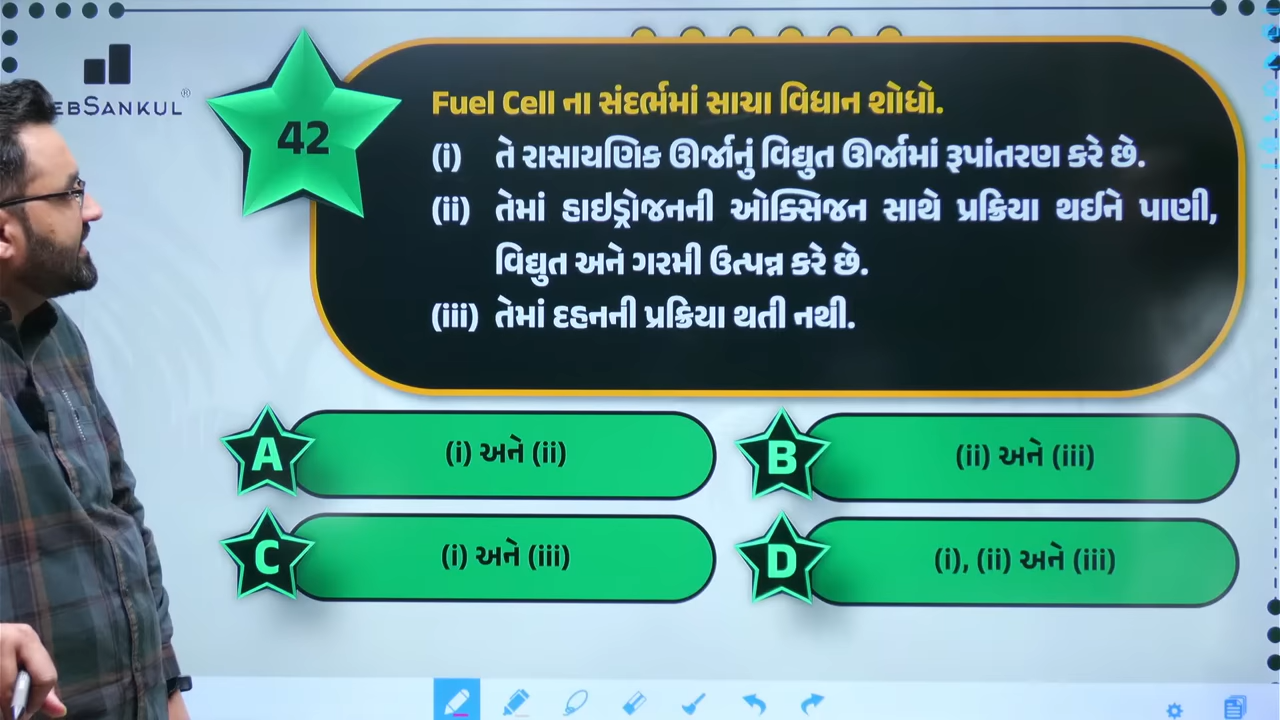 EBSANKUL®
42
Fuel Cell ના સંદર્ભમાં સાચા વિધાન શોધો.
(i) તે રાસાયણિક ઊર્જાનું વિદ્યુત ઊર્જામાં રૂપાંતરણ કરે છે.
(ii) તેમાં હાઇડ્રોજનની ઓક્સિજન સાથે પ્રક્રિયા થઈને પાણી,
વિદ્યુત અને ગરમી ઉત્પન્ન કરે છે.
(iii) તેમાં દહનની પ્રક્રિયા થતી નથી.
A (i) અને (ii)
B (ii) અને (iii)
C (i) અને (iii)
D (i), (ii) અને (iii)